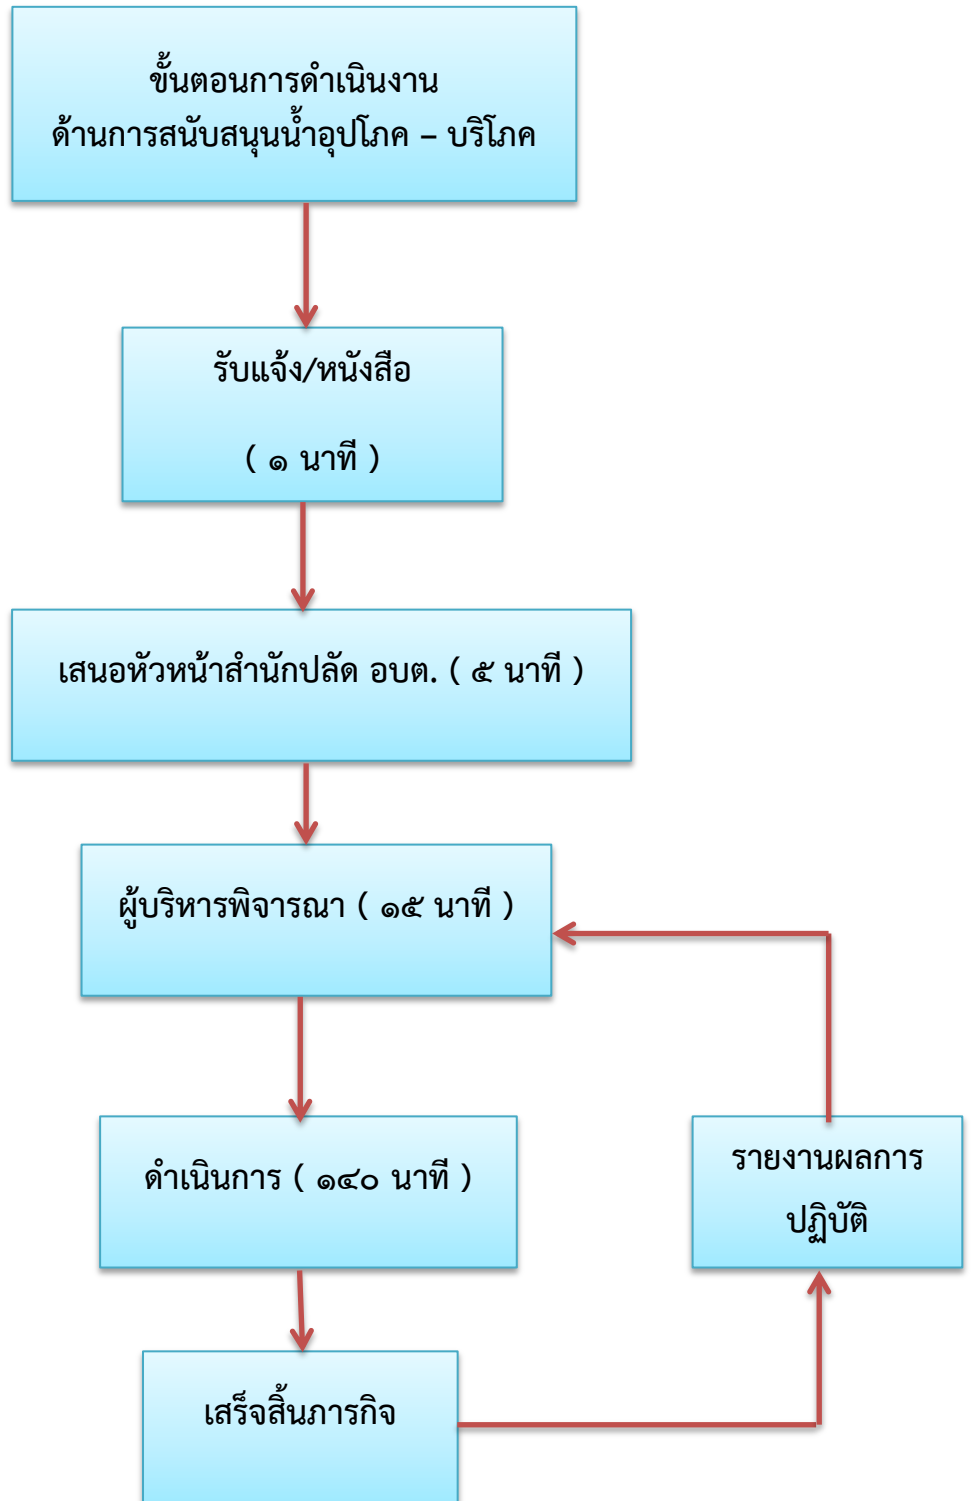 ขั้นตอนการดำเนินงาน
ด้านการสนับสนุนน้ำอุปโภค – บริโภค
รับแจ้ง/หนังสือ
( ๑ นาที )
เสนอหัวหน้าสำนักปลัด อบต. ( ๕ นาที )
ผู้บริหารพิจารณา ( ๑๕ นาที )
ดำเนินการ ( ๑๔๐ นาที )
รายงานผลการ
ปฏิบัติ
เสร็จสิ้นภารกิจ